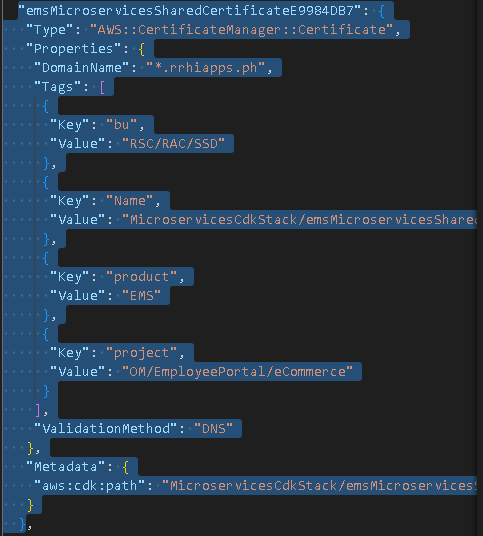 "emsMicroservicesSharedCertificateE9984DB7": {
"Type": "AWS::CertificateManager::Certificate",
"Properties": {
"DomainName": "*.rrhiapps.ph",
"Tags": [
{
"Key": "bu",
"Value": "RSC/RAC/SSD"
},
{
"Key": "Name",
"Value": "MicroservicesCdkStack/emsMicroservicesShared
},
{
"Key": "product",
"Value": "EMS"
},
{
"Key": "project",
"Value": "OM/EmployeePortal/eCommerce"
}
],
"ValidationMethod": "DNS"
},
"Metadata": {
"aws:cdk:path": "MicroservicesCdkStack/emsMicroservicesS
}
},